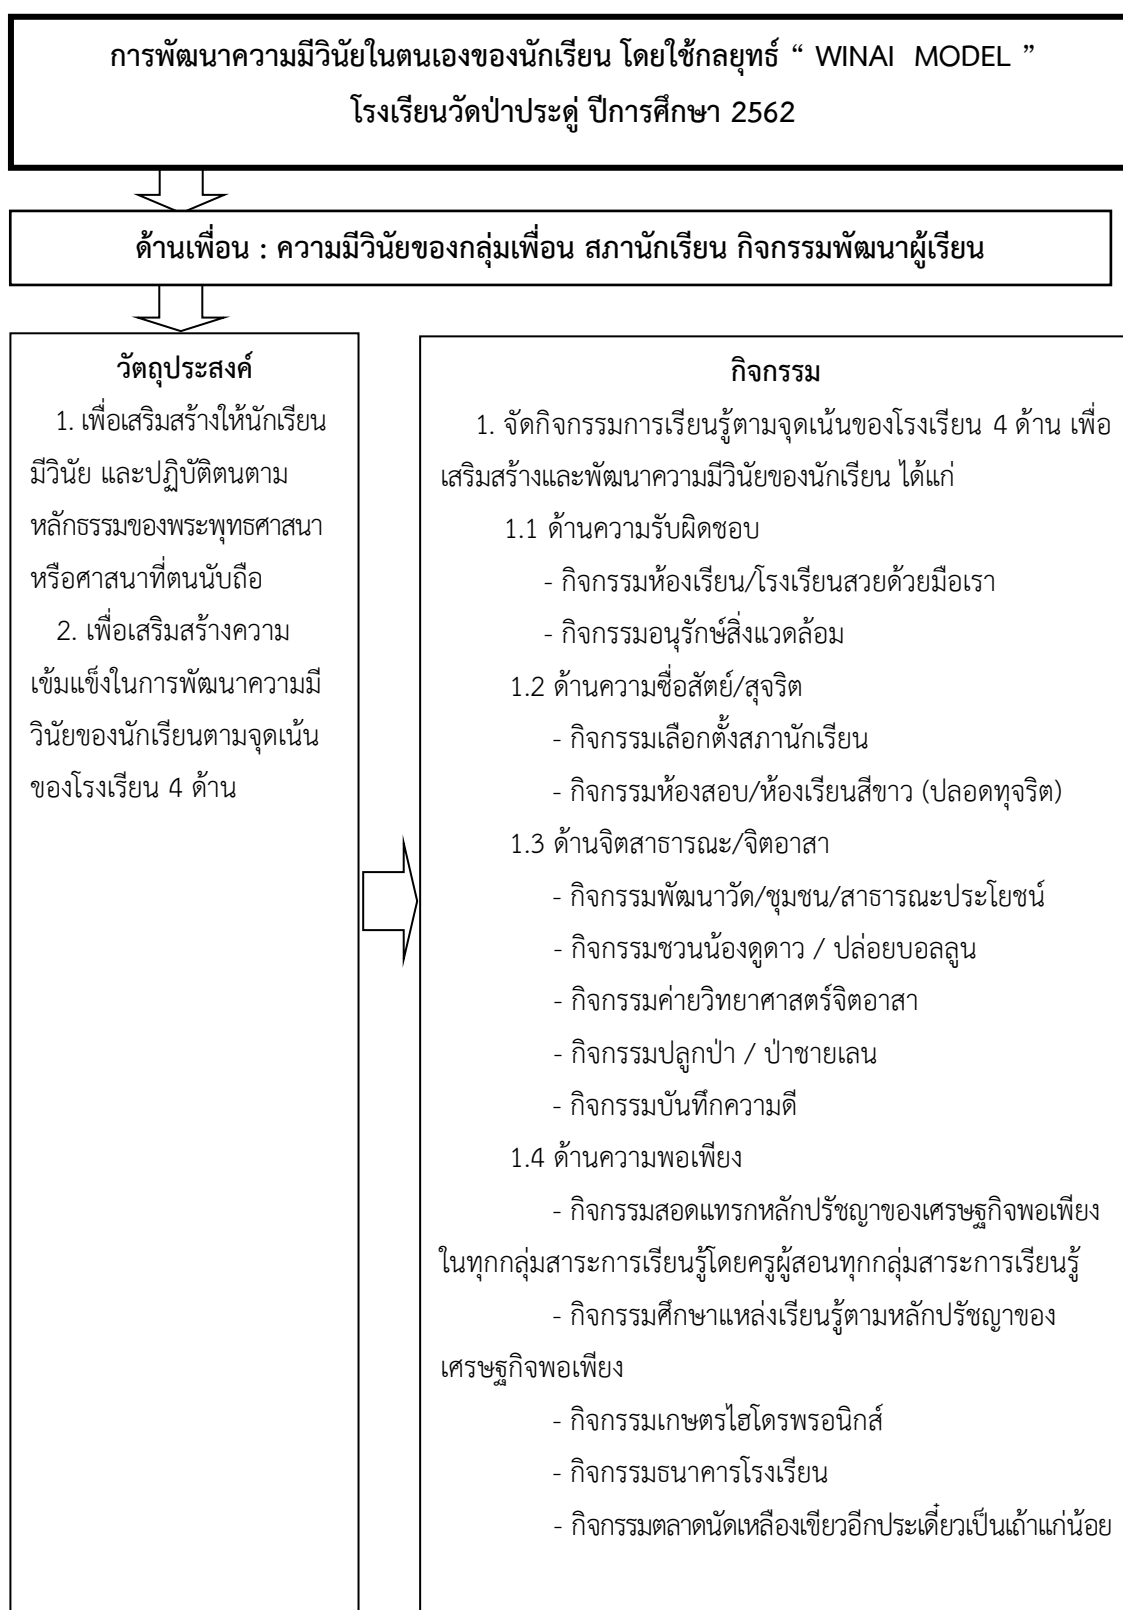 การพัฒนาความมีวินัยในตนเองของนักเรียน โดยใช้กลยุทธ์ “ WINAI MODEL ”
โรงเรียนวัดป่าประดู่ ปีการศึกษา 2562
ด้านเพื่อน : ความมีวินัยของกลุ่มเพื่อน สภานักเรียน กิจกรรมพัฒนาผู้เรียน
วัตถุประสงค์
1. เพื่อเสริมสร้างให้นักเรียน
มีวินัย และปฏิบัติตนตาม
หลักธรรมของพระพุทธศาสนา
หรือศาสนาที่ตนนับถือ
2. เพื่อเสริมสร้างความ
เข้มแข็งในการพัฒนาความมี
วินัยของนักเรียนตามจุดเน้น
ของโรงเรียน 4 ด้าน
กิจกรรม
1. จัดกิจกรรมการเรียนรู้ตามจุดเน้นของโรงเรียน 4 ด้าน เพื่อ
เสริมสร้างและพัฒนาความมีวินัยของนักเรียน ได้แก่
1.1 ด้านความรับผิดชอบ
- กิจกรรมห้องเรียน/โรงเรียนสวยด้วยมือเรา
- กิจกรรมอนุรักษ์สิ่งแวดล้อม
1.2 ด้านความซื่อสัตย์/สุจริต
- กิจกรรมเลือกตั้งสภานักเรียน
- กิจกรรมห้องสอบ/ห้องเรียนสีขาว (ปลอดทุจริต)
1.3 ด้านจิตสาธารณะ/จิตอาสา
- กิจกรรมพัฒนาวัด/ชุมชน/สาธารณะประโยชน์
- กิจกรรมชวนน้องดูดาว / ปล่อยบอลลูน
- กิจกรรมค่ายวิทยาศาสตร์จิตอาสา
- กิจกรรมปลูกป่า / ป่าชายเลน
- กิจกรรมบันทึกความดี
1.4 ด้านความพอเพียง
- กิจกรรมสอดแทรกหลักปรัชญาของเศรษฐกิจพอเพียง
ในทุกกลุ่มสาระการเรียนรู้โดยครูผู้สอนทุกกลุ่มสาระการเรียนรู้
- กิจกรรมศึกษาแหล่งเรียนรู้ตามหลักปรัชญาของ
เศรษฐกิจพอเพียง
- กิจกรรมเกษตรไฮโดรพรอนิกส์
- กิจกรรมธนาคารโรงเรียน
- กิจกรรมตลาดนัดเหลืองเขียวอีกประเดี๋ยวเป็นเถ้าแก่น้อย